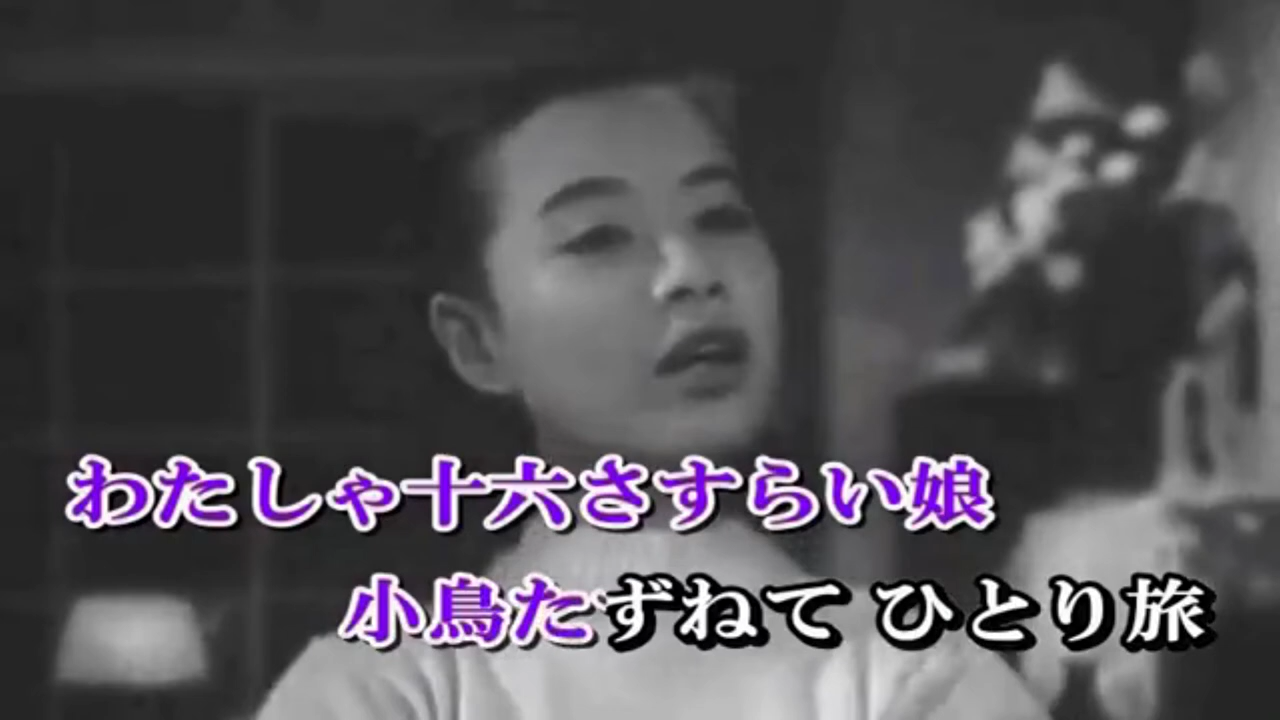 わたしゃ十六さすらい娘
小鳥たずねて ひとり旅